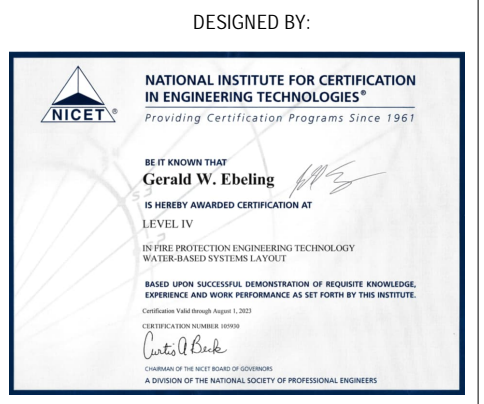 DESIGNED BY:
NICET®
NATIONAL INSTITUTE FOR CERTIFICATION
IN ENGINEERING TECHNOLOGIES®
Providing Certification Programs Since 1961
BE IT KNOWN THAT
Gerald W. Ebeling
IS HEREBY AWARDED CERTIFICATION AT
LEVEL IV
IN FIRE PROTECTION ENGINEERING TECHNOLOGY
WATER-BASED SYSTEMS LAYOUT
BASED UPON SUCCESSFUL DEMONSTRATION OF REQUISITE KNOWLEDGE,
EXPERIENCE AND WORK PERFORMANCE AS SET FORTH BY THIS INSTITUTE.
Certification Valid through August 1, 2023
CERTIFICATION NUMBER 105930
Curtis A Beck
CHAIRMAN OF THE NICET BOARD OF GOVERNORS
A DIVISION OF THE NATIONAL SOCIETY OF PROFESSIONAL ENGINEERS